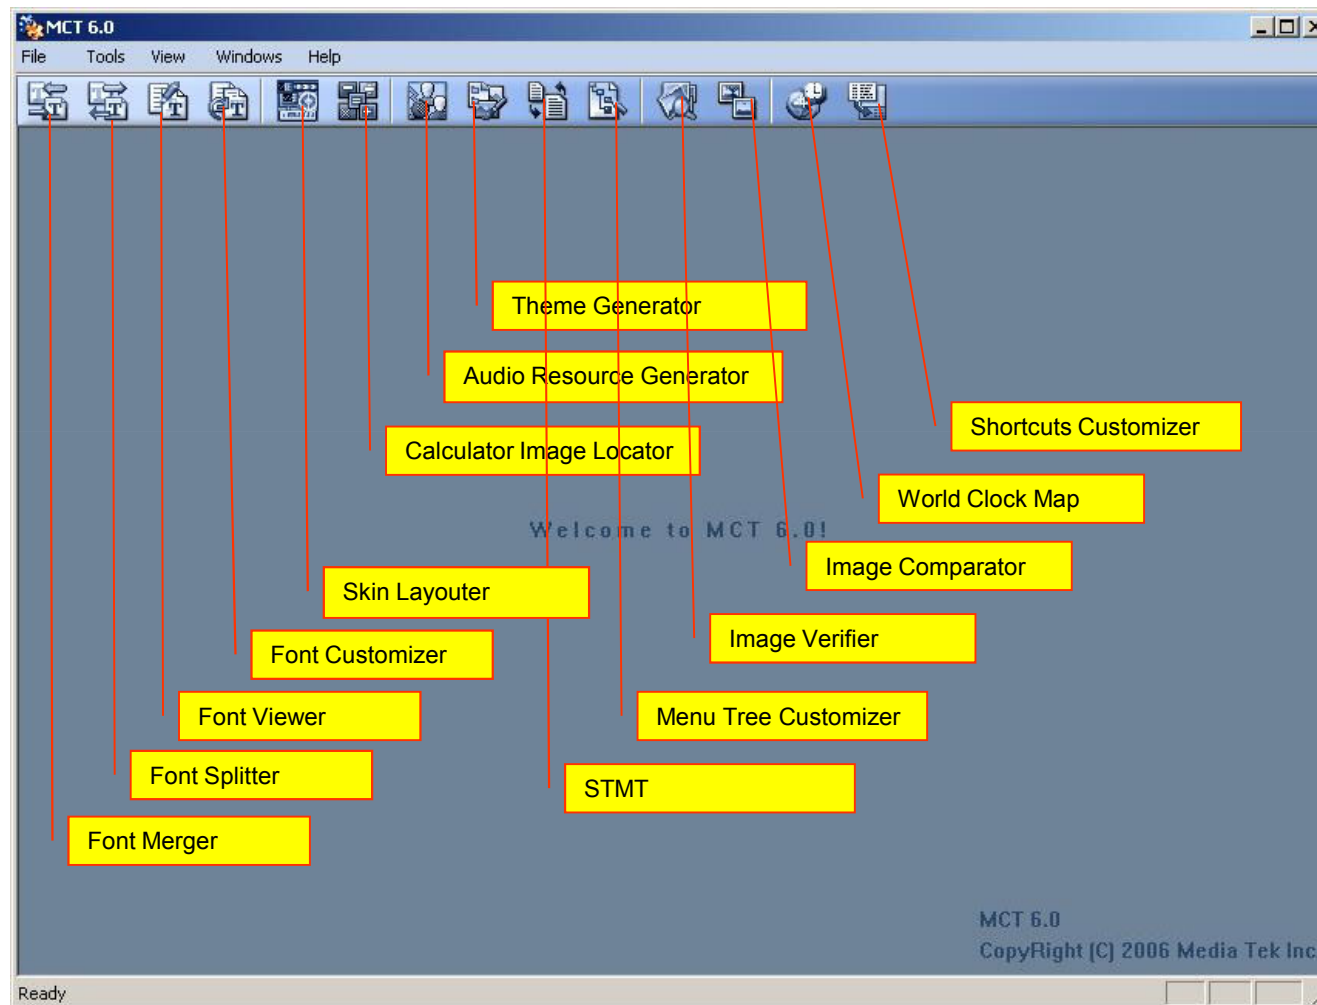 MCT 6.0
File Tools View Windows Help
Theme Generator
Audio Resource Generator
Shortcuts Customizer
Calculator Image Locator
World Clock Map
Welcome to MCT 6.0!
Image Comparator
Skin Layouter
Image Verifier
Font Customizer
Font Viewer
Menu Tree Customizer
Font Splitter
STMT
Font Merger
MCT 6.0
CopyRight (C) 2006 Media Tek Inc
Ready